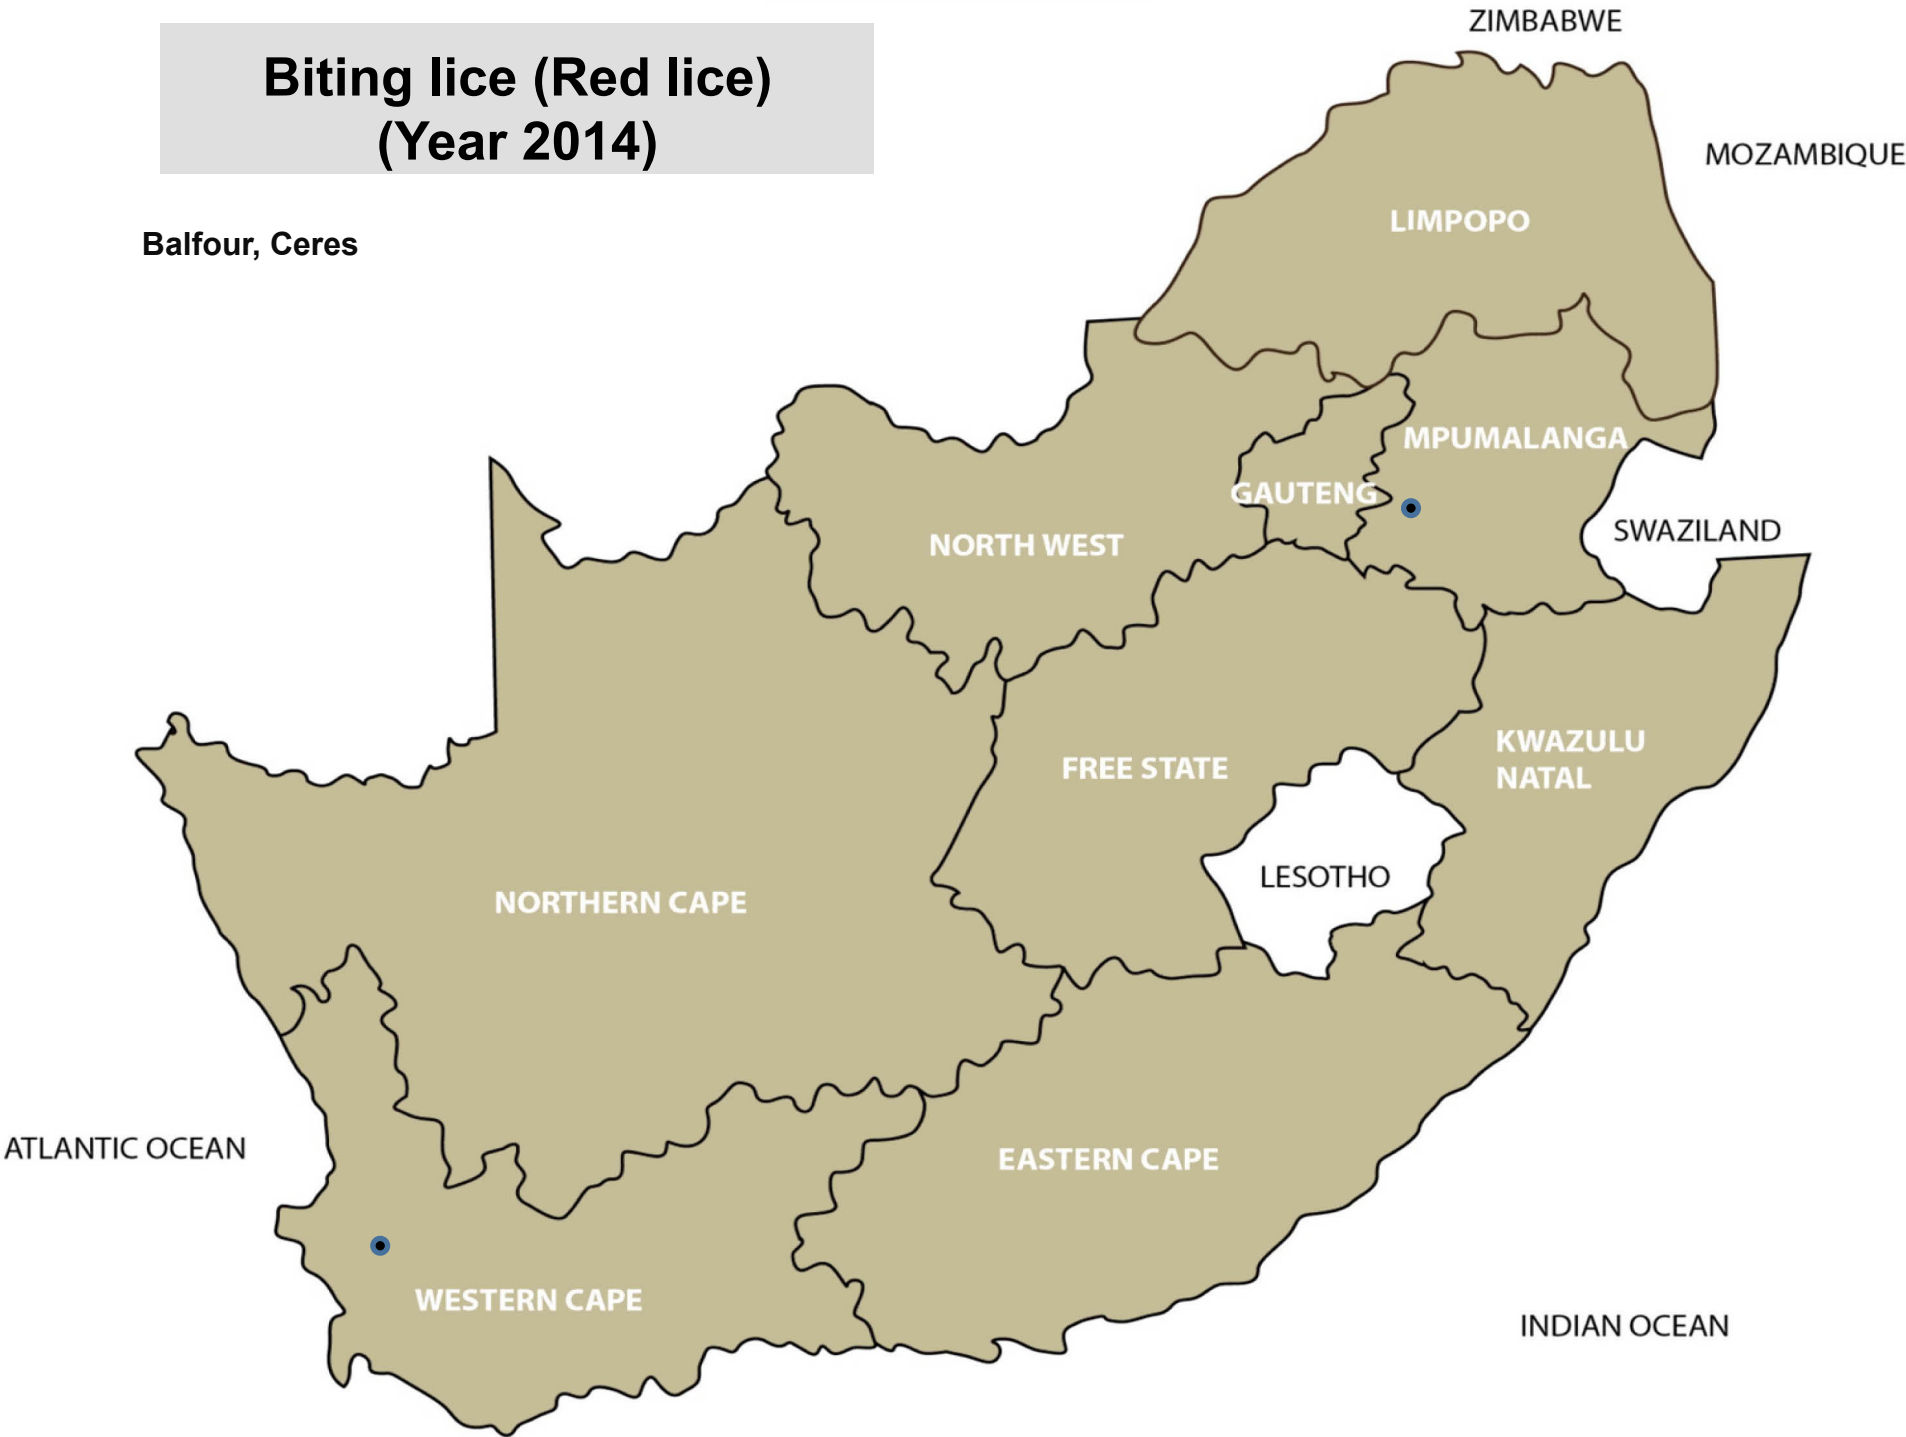 ZIMBABWE
Biting lice (Red lice)
(Year 2014)
MOZAMBIQUE
LIMPOPO
Balfour, Ceres
MPUMALANGA
GAUTENG
SWAZILAND
NORTH WEST
KWAZULU
NATAL
FREE STATE
LESOTHO
NORTHERN CAPE
ATLANTIC OCEAN
EASTERN CAPE
WESTERN CAPE
INDIAN OCEAN